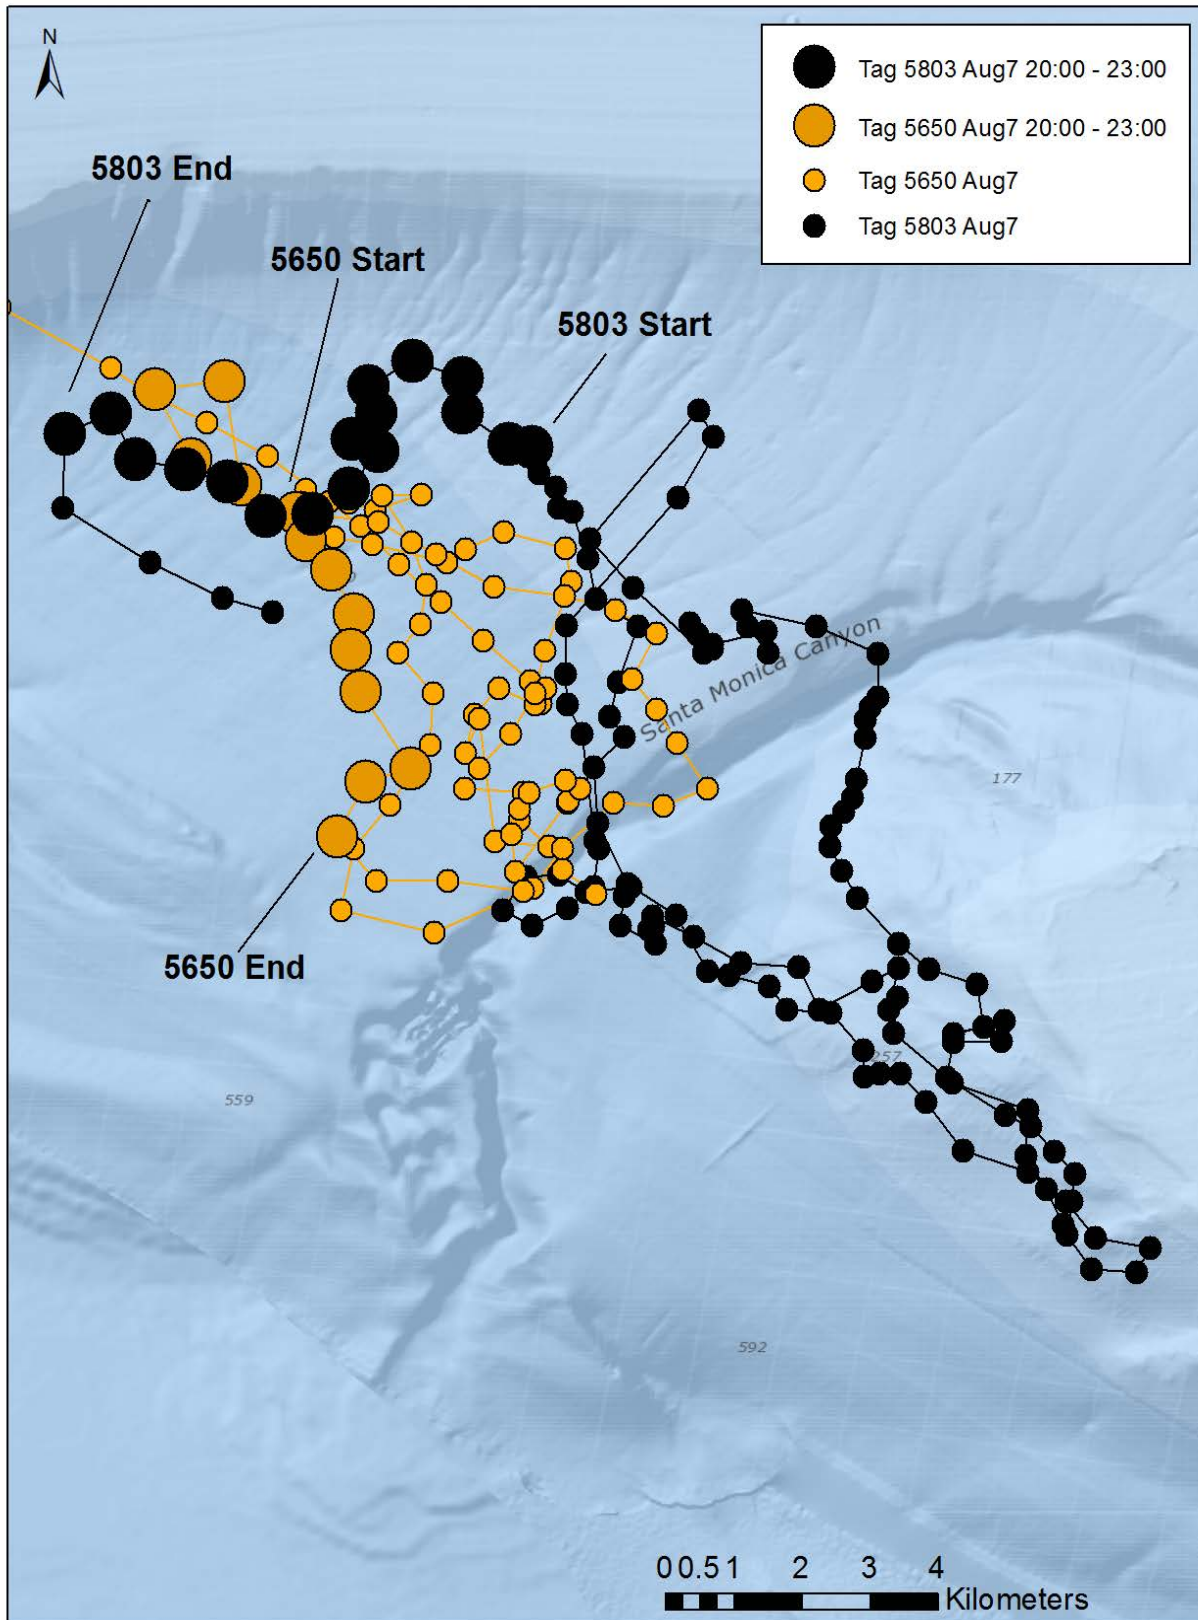 N
Tag 5803 Aug7 20:00 - 23:00
Tag 5650 Aug7 20:00 - 23:00
Tag 5650 Aug7
Tag 5803 Aug7
5803 End
5650 Start
5803 Start
Santa Monica Canyon
177
257
5650 End
559
592
0 0.5 1 2 3 4
Kilometers